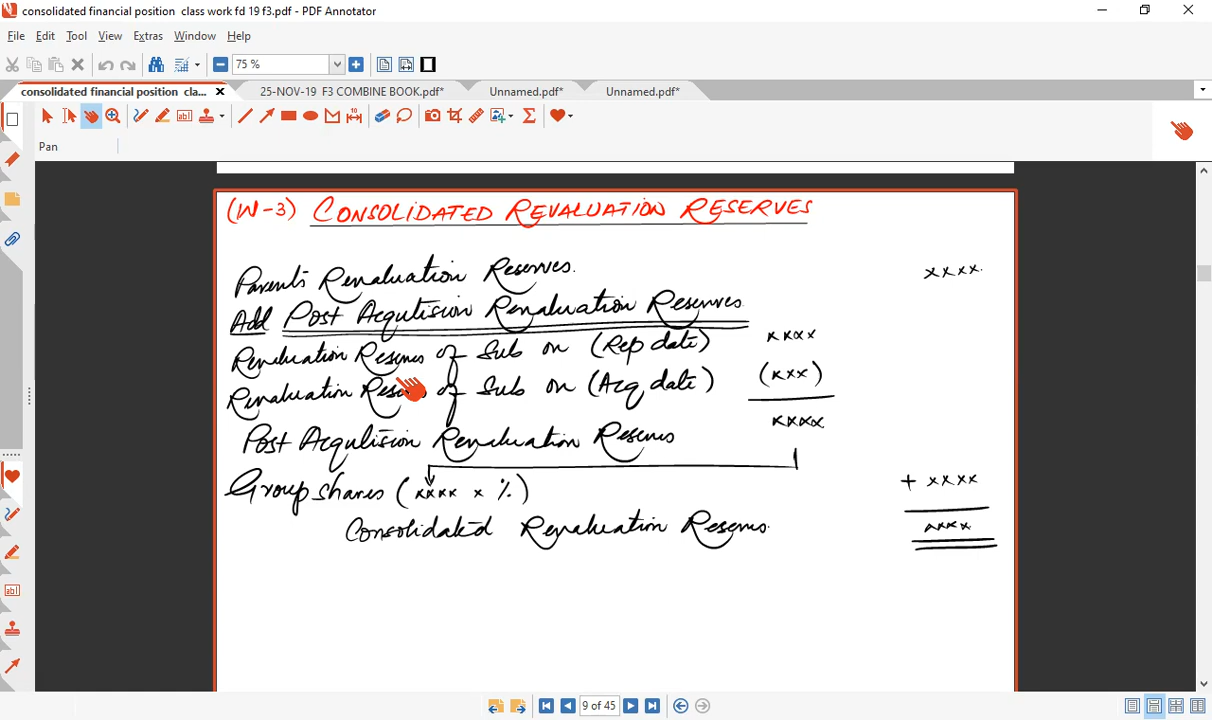 consolidated financial position  class work fd 19 f3.pdf - PDF Annotator
File Edit Tool View Extras Window Help
75 %
consolidated financial position  cla... 25-NOV-19  F3 COMBINE BOOK.pdf* Unnamed.pdf* Unnamed.pdf*
Pan
(W-3) CONSOLIDATED REVALUATION RESERVES
Parents Revaluation Reserves. xxxx.
Add Post Acqutision Revaluation Reserves
Revaluation Reserves of Sub on (Rep date) xxxx
Revaluation Reserves of Sub on (Acq date) (xxx)
xxxx
Post Acqutision Revaluation Reserves
Group shares (xxxx x %) + xxxx
Consolidated Revaluation Reserves. xxxx
9 of 45